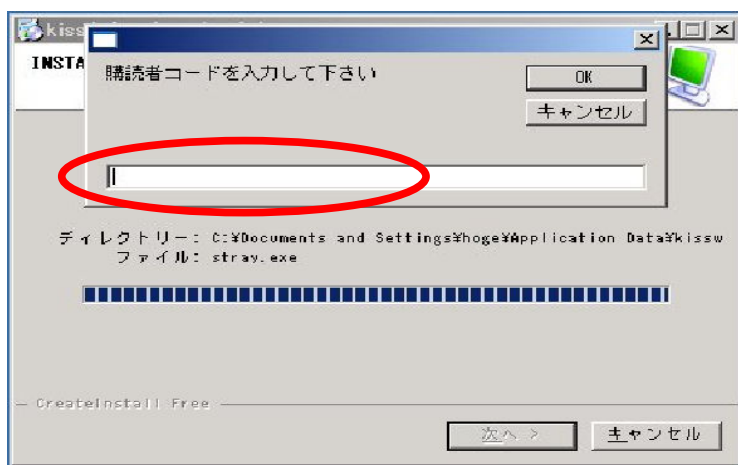 kiss
INSTA
購読者コードを入力して下さい
OK
キャンセル
ディレクトリー: C:¥Documents and Settings¥hoge¥Application Data¥kissw
ファイル: stray.exe
CreateInstall Free
次へ >
キャンセル